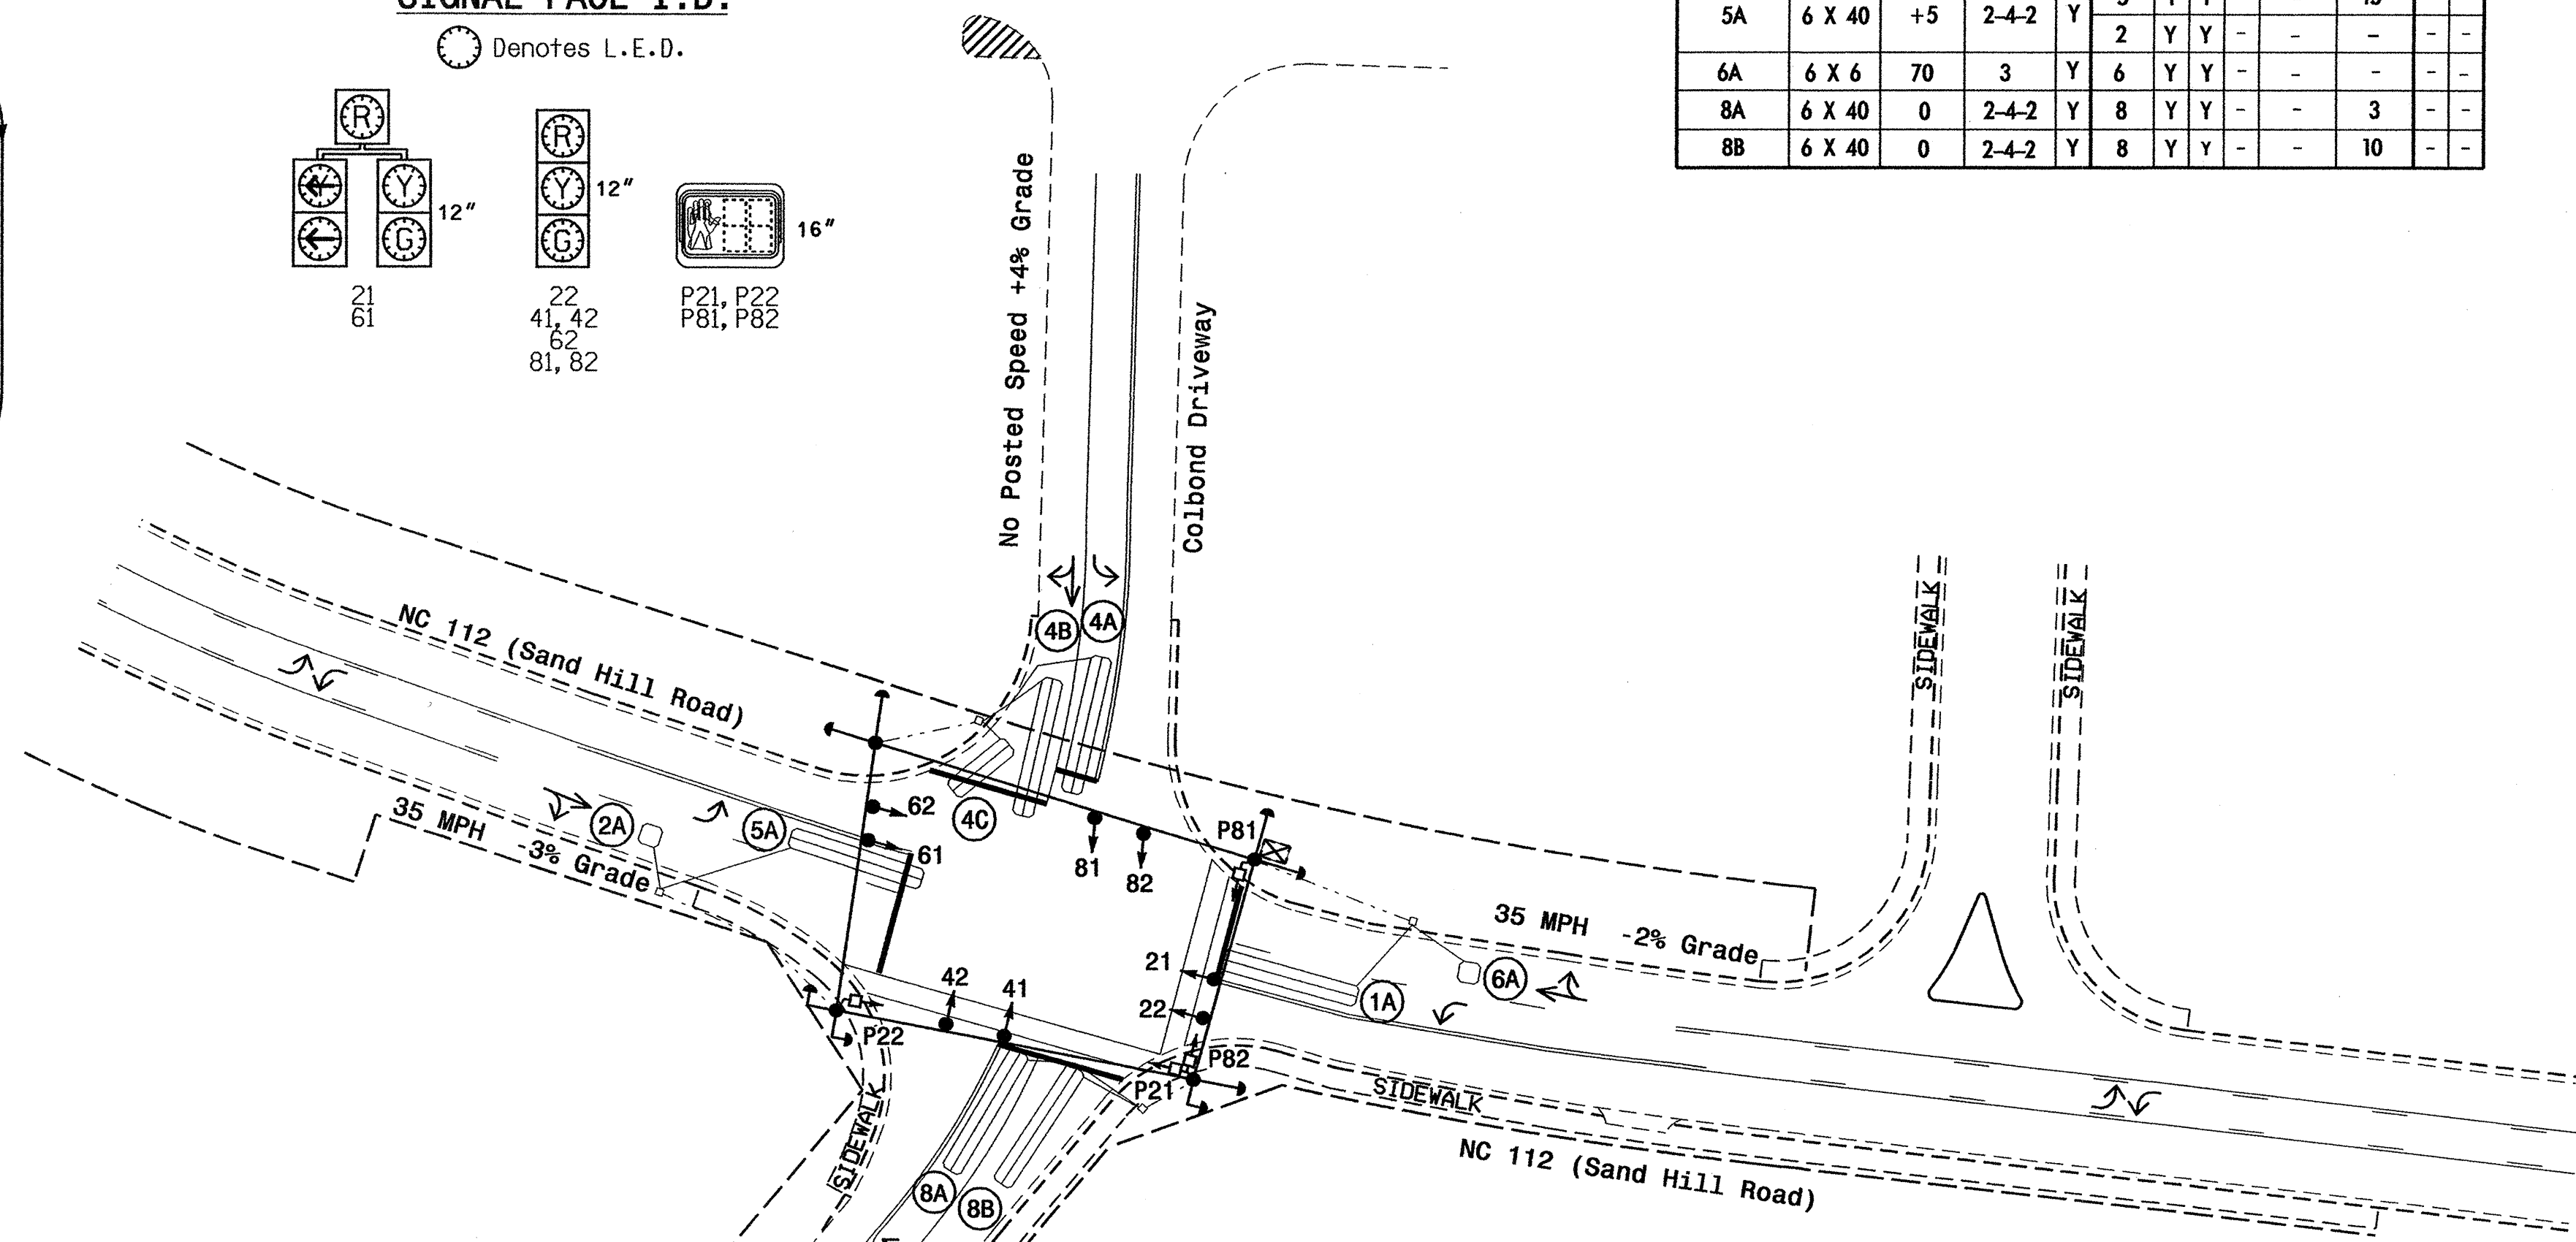 SIGNAL FACE I.D.
Denotes L.E.D.
R
Y
Y
G
12"
21
61
R
Y
G
12"
22
41, 42
62
81, 82
16"
P21, P22
P81, P82
5A 6 X 40 +5 2-4-2 Y
2 Y Y - - - - -
6A 6 X 6 70 3 Y 6 Y Y - - - - -
8A 6 X 40 0 2-4-2 Y 8 Y Y - - 3 - -
8B 6 X 40 0 2-4-2 Y 8 Y Y - - 10 - -
No Posted Speed +4% Grade
Colbond Driveway
4B
4A
SIDEWALK
SIDEWALK
NC 112 (Sand Hill Road)
35 MPH -3% Grade
2A
5A
62
61
4C
81
82
P81
35 MPH -2% Grade
21
22
1A
6A
42
41
P22
P82
P21
SIDEWALK
SIDEWALK
8A
8B
NC 112 (Sand Hill Road)